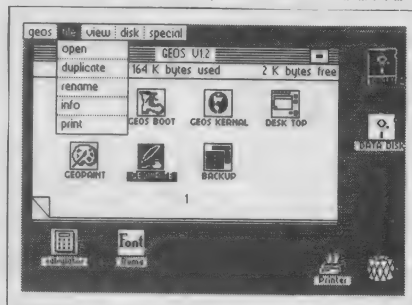 geos file view disk special
open
duplicate
rename
info
print
GEOS V1.2
164 K bytes used
2 K bytes free
GEOS BOOT
GEOS KERNAL
DESK TOP
GEOPAINT
BACKUP
1
DATA DISK
calculator
Font
Printer